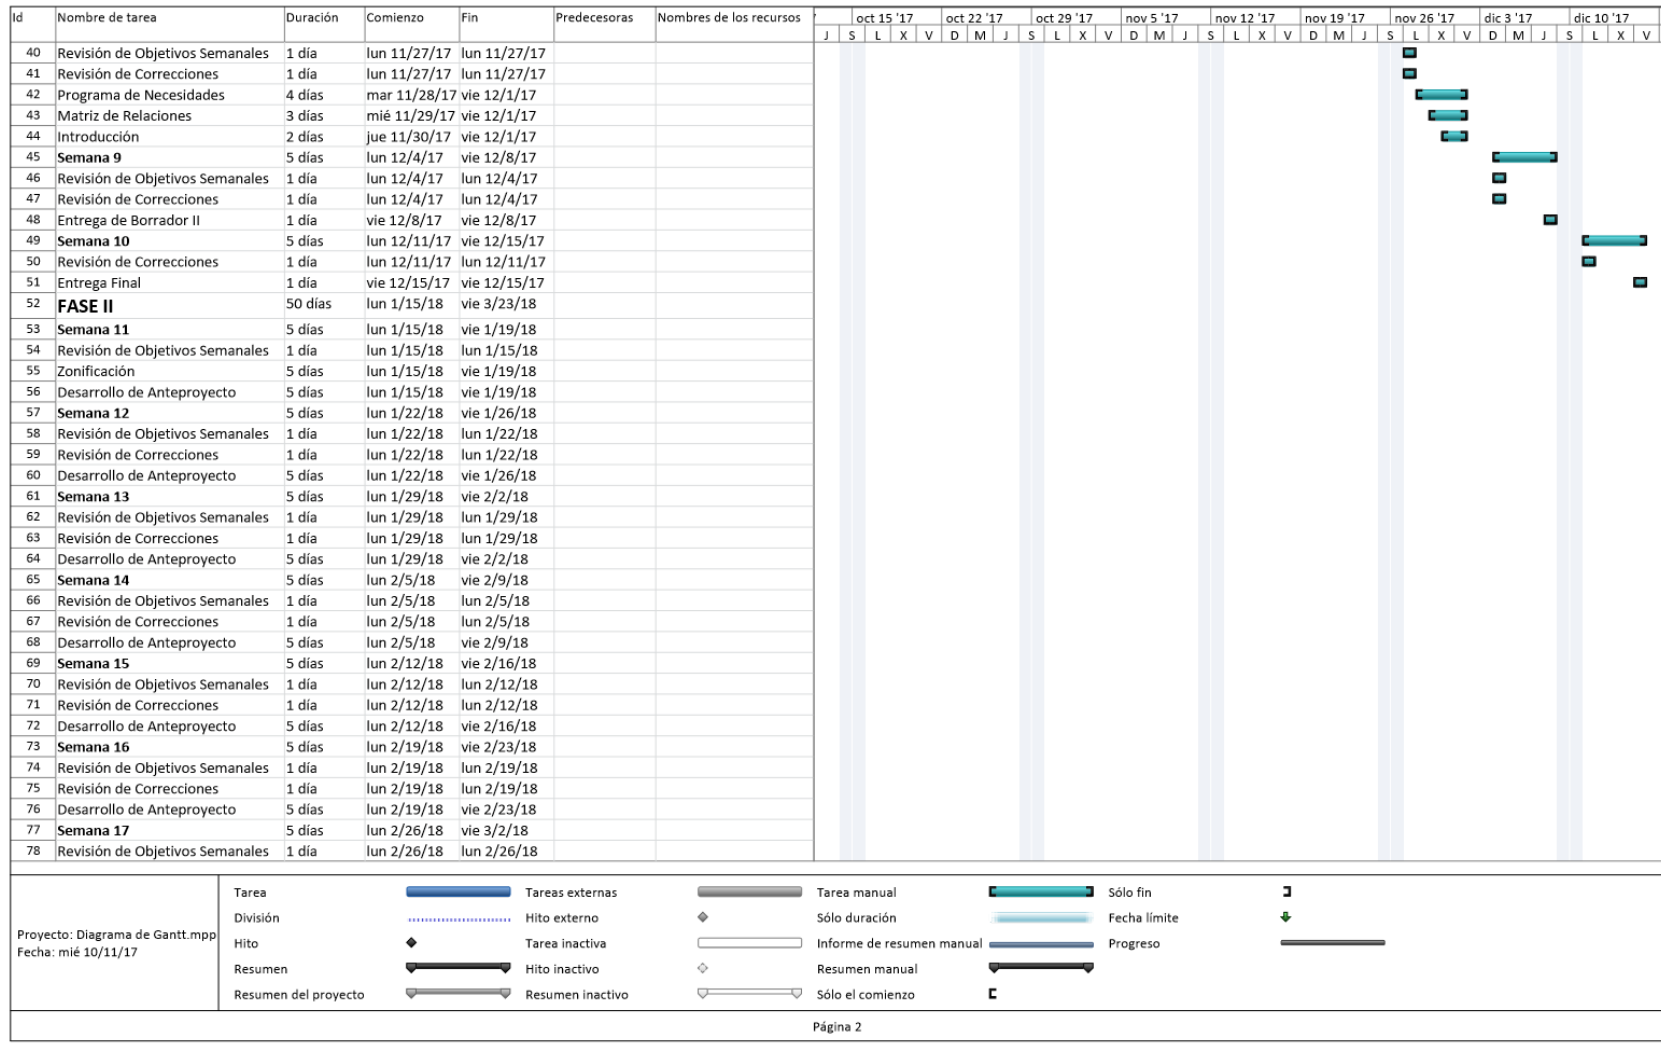 Id Nombre de tarea Duración Comienzo Fin Predecesoras Nombres de los recursos oct 15 '17 oct 22 '17 oct 29 '17 nov 5 '17 nov 12 '17 nov 19 '17 nov 26 '17 dic 3 '17 dic 10 '17
J S L X V D M J S L X V D M J S L X V D M J S L X V D M J S L X V
40 Revisión de Objetivos Semanales 1 día lun 11/27/17 lun 11/27/17
41 Revisión de Correcciones 1 día lun 11/27/17 lun 11/27/17
42 Programa de Necesidades 4 días mar 11/28/17 vie 12/1/17
43 Matriz de Relaciones 3 días mié 11/29/17 vie 12/1/17
44 Introducción 2 días jue 11/30/17 vie 12/1/17
45 Semana 9 5 días lun 12/4/17 vie 12/8/17
46 Revisión de Objetivos Semanales 1 día lun 12/4/17 lun 12/4/17
47 Revisión de Correcciones 1 día lun 12/4/17 lun 12/4/17
48 Entrega de Borrador II 1 día vie 12/8/17 vie 12/8/17
49 Semana 10 5 días lun 12/11/17 vie 12/15/17
50 Revisión de Correcciones 1 día lun 12/11/17 lun 12/11/17
51 Entrega Final 1 día vie 12/15/17 vie 12/15/17
52 FASE II 50 días lun 1/15/18 vie 3/23/18
53 Semana 11 5 días lun 1/15/18 vie 1/19/18
54 Revisión de Objetivos Semanales 1 día lun 1/15/18 lun 1/15/18
55 Zonificación 5 días lun 1/15/18 vie 1/19/18
56 Desarrollo de Anteproyecto 5 días lun 1/15/18 vie 1/19/18
57 Semana 12 5 días lun 1/22/18 vie 1/26/18
58 Revisión de Objetivos Semanales 1 día lun 1/22/18 lun 1/22/18
59 Revisión de Correcciones 1 día lun 1/22/18 lun 1/22/18
60 Desarrollo de Anteproyecto 5 días lun 1/22/18 vie 1/26/18
61 Semana 13 5 días lun 1/29/18 vie 2/2/18
62 Revisión de Objetivos Semanales 1 día lun 1/29/18 lun 1/29/18
63 Revisión de Correcciones 1 día lun 1/29/18 lun 1/29/18
64 Desarrollo de Anteproyecto 5 días lun 1/29/18 vie 2/2/18
65 Semana 14 5 días lun 2/5/18 vie 2/9/18
66 Revisión de Objetivos Semanales 1 día lun 2/5/18 lun 2/5/18
67 Revisión de Correcciones 1 día lun 2/5/18 lun 2/5/18
68 Desarrollo de Anteproyecto 5 días lun 2/5/18 vie 2/9/18
69 Semana 15 5 días lun 2/12/18 vie 2/16/18
70 Revisión de Objetivos Semanales 1 día lun 2/12/18 lun 2/12/18
71 Revisión de Correcciones 1 día lun 2/12/18 lun 2/12/18
72 Desarrollo de Anteproyecto 5 días lun 2/12/18 vie 2/16/18
73 Semana 16 5 días lun 2/19/18 vie 2/23/18
74 Revisión de Objetivos Semanales 1 día lun 2/19/18 lun 2/19/18
75 Revisión de Correcciones 1 día lun 2/19/18 lun 2/19/18
76 Desarrollo de Anteproyecto 5 días lun 2/19/18 vie 2/23/18
77 Semana 17 5 días lun 2/26/18 vie 3/2/18
78 Revisión de Objetivos Semanales 1 día lun 2/26/18 lun 2/26/18
Proyecto: Diagrama de Gantt.mpp
Fecha: mié 10/11/17
Tarea Tareas externas Tarea manual Sólo fin
División Hito externo Sólo duración Fecha límite
Hito Tarea inactiva Informe de resumen manual Progreso
Resumen Hito inactivo Resumen manual
Resumen del proyecto Resumen inactivo Sólo el comienzo
Página 2